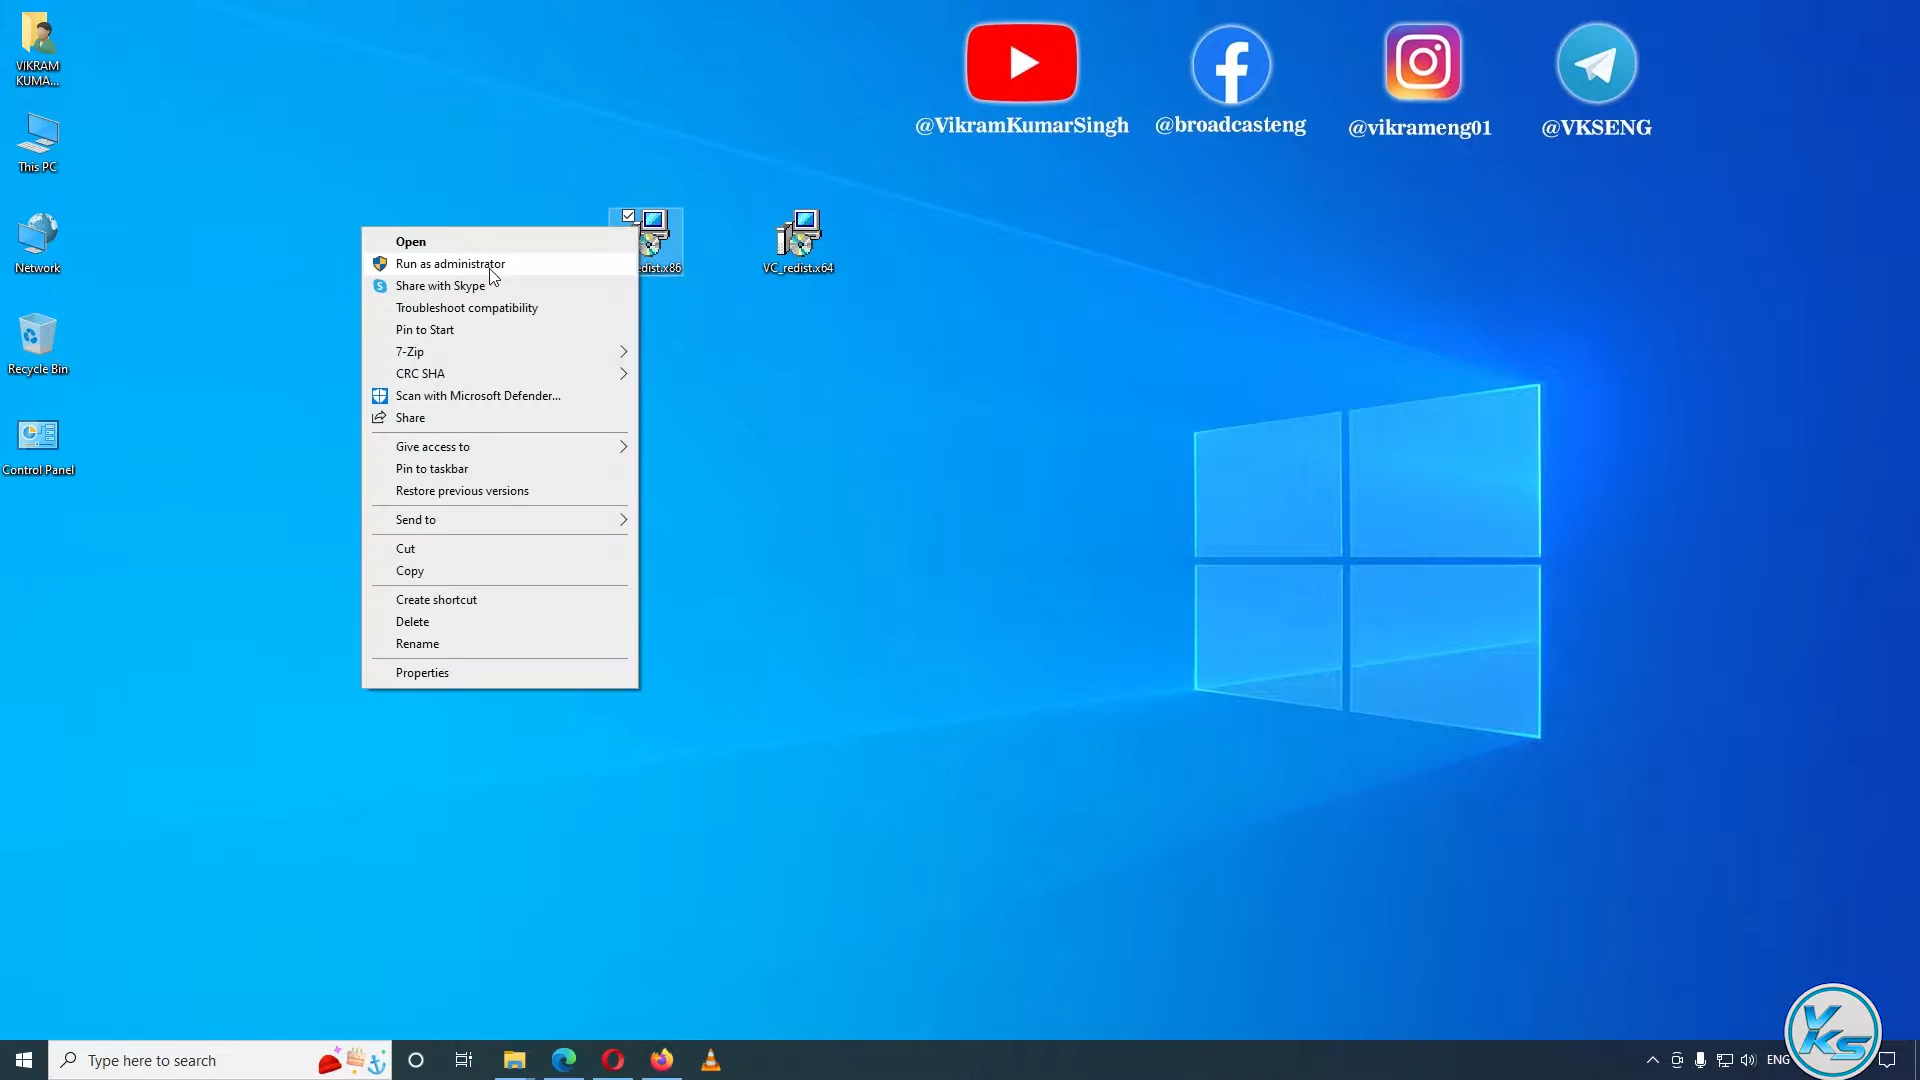 VIKRAM
KUMA...
This PC
Network
Recycle Bin
Control Panel
@VikramKumarSingh
@broadcasteng
@vikrameng01
@VKSENG
edist.x86
VC_redist.x64
Open
Run as administrator
Share with Skype
Troubleshoot compatibility
Pin to Start
7-Zip
CRC SHA
Scan with Microsoft Defender...
Share
Give access to
Pin to taskbar
Restore previous versions
Send to
Cut
Copy
Create shortcut
Delete
Rename
Properties
Type here to search
ENG
VKS